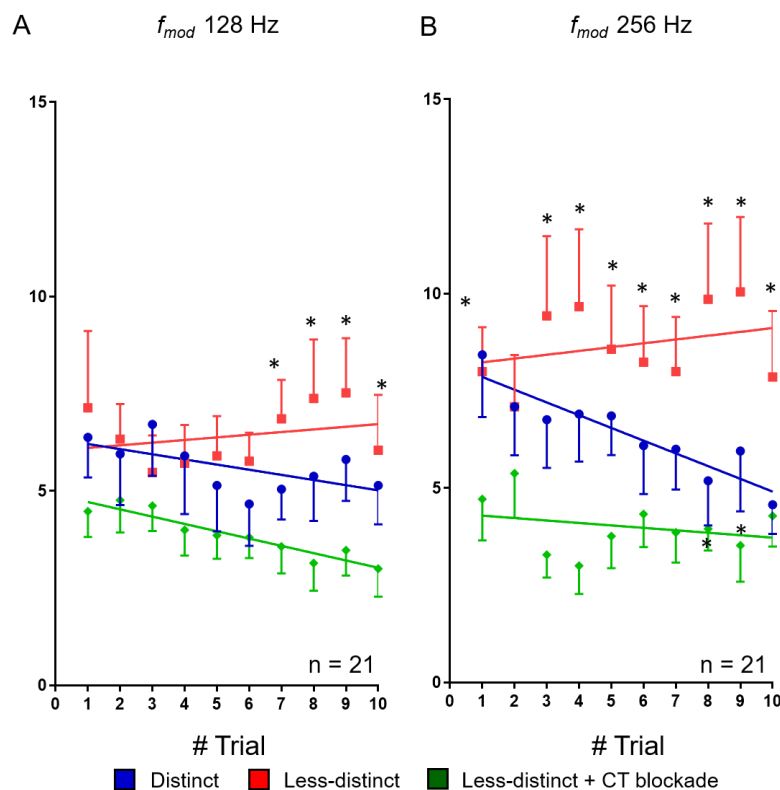 A
f_mod 128 Hz
15
10
5
0
0 1 2 3 4 5 6 7 8 9 10
* * * *
n = 21
# Trial
B
f_mod 256 Hz
15
10
5
0
0 1 2 3 4 5 6 7 8 9 10
* * * * * * * * *
* *
n = 21
# Trial
Distinct Less-distinct Less-distinct + CT blockade